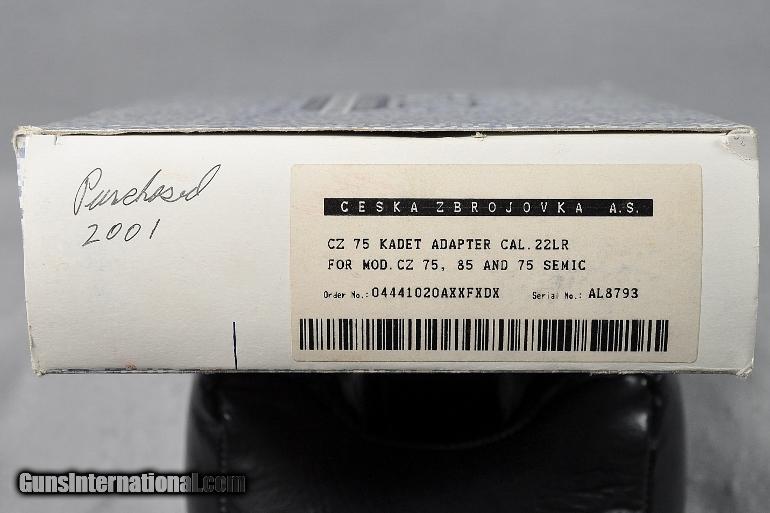 Purchased
2001
CESKA ZBROJOVKA A.S.
CZ 75 KADET ADAPTER CAL.22LR
FOR MOD.CZ 75, 85 AND 75 SEMIC
Order No.:04441020AXXFXDX Serial No.: AL8793
GunsInternational.com